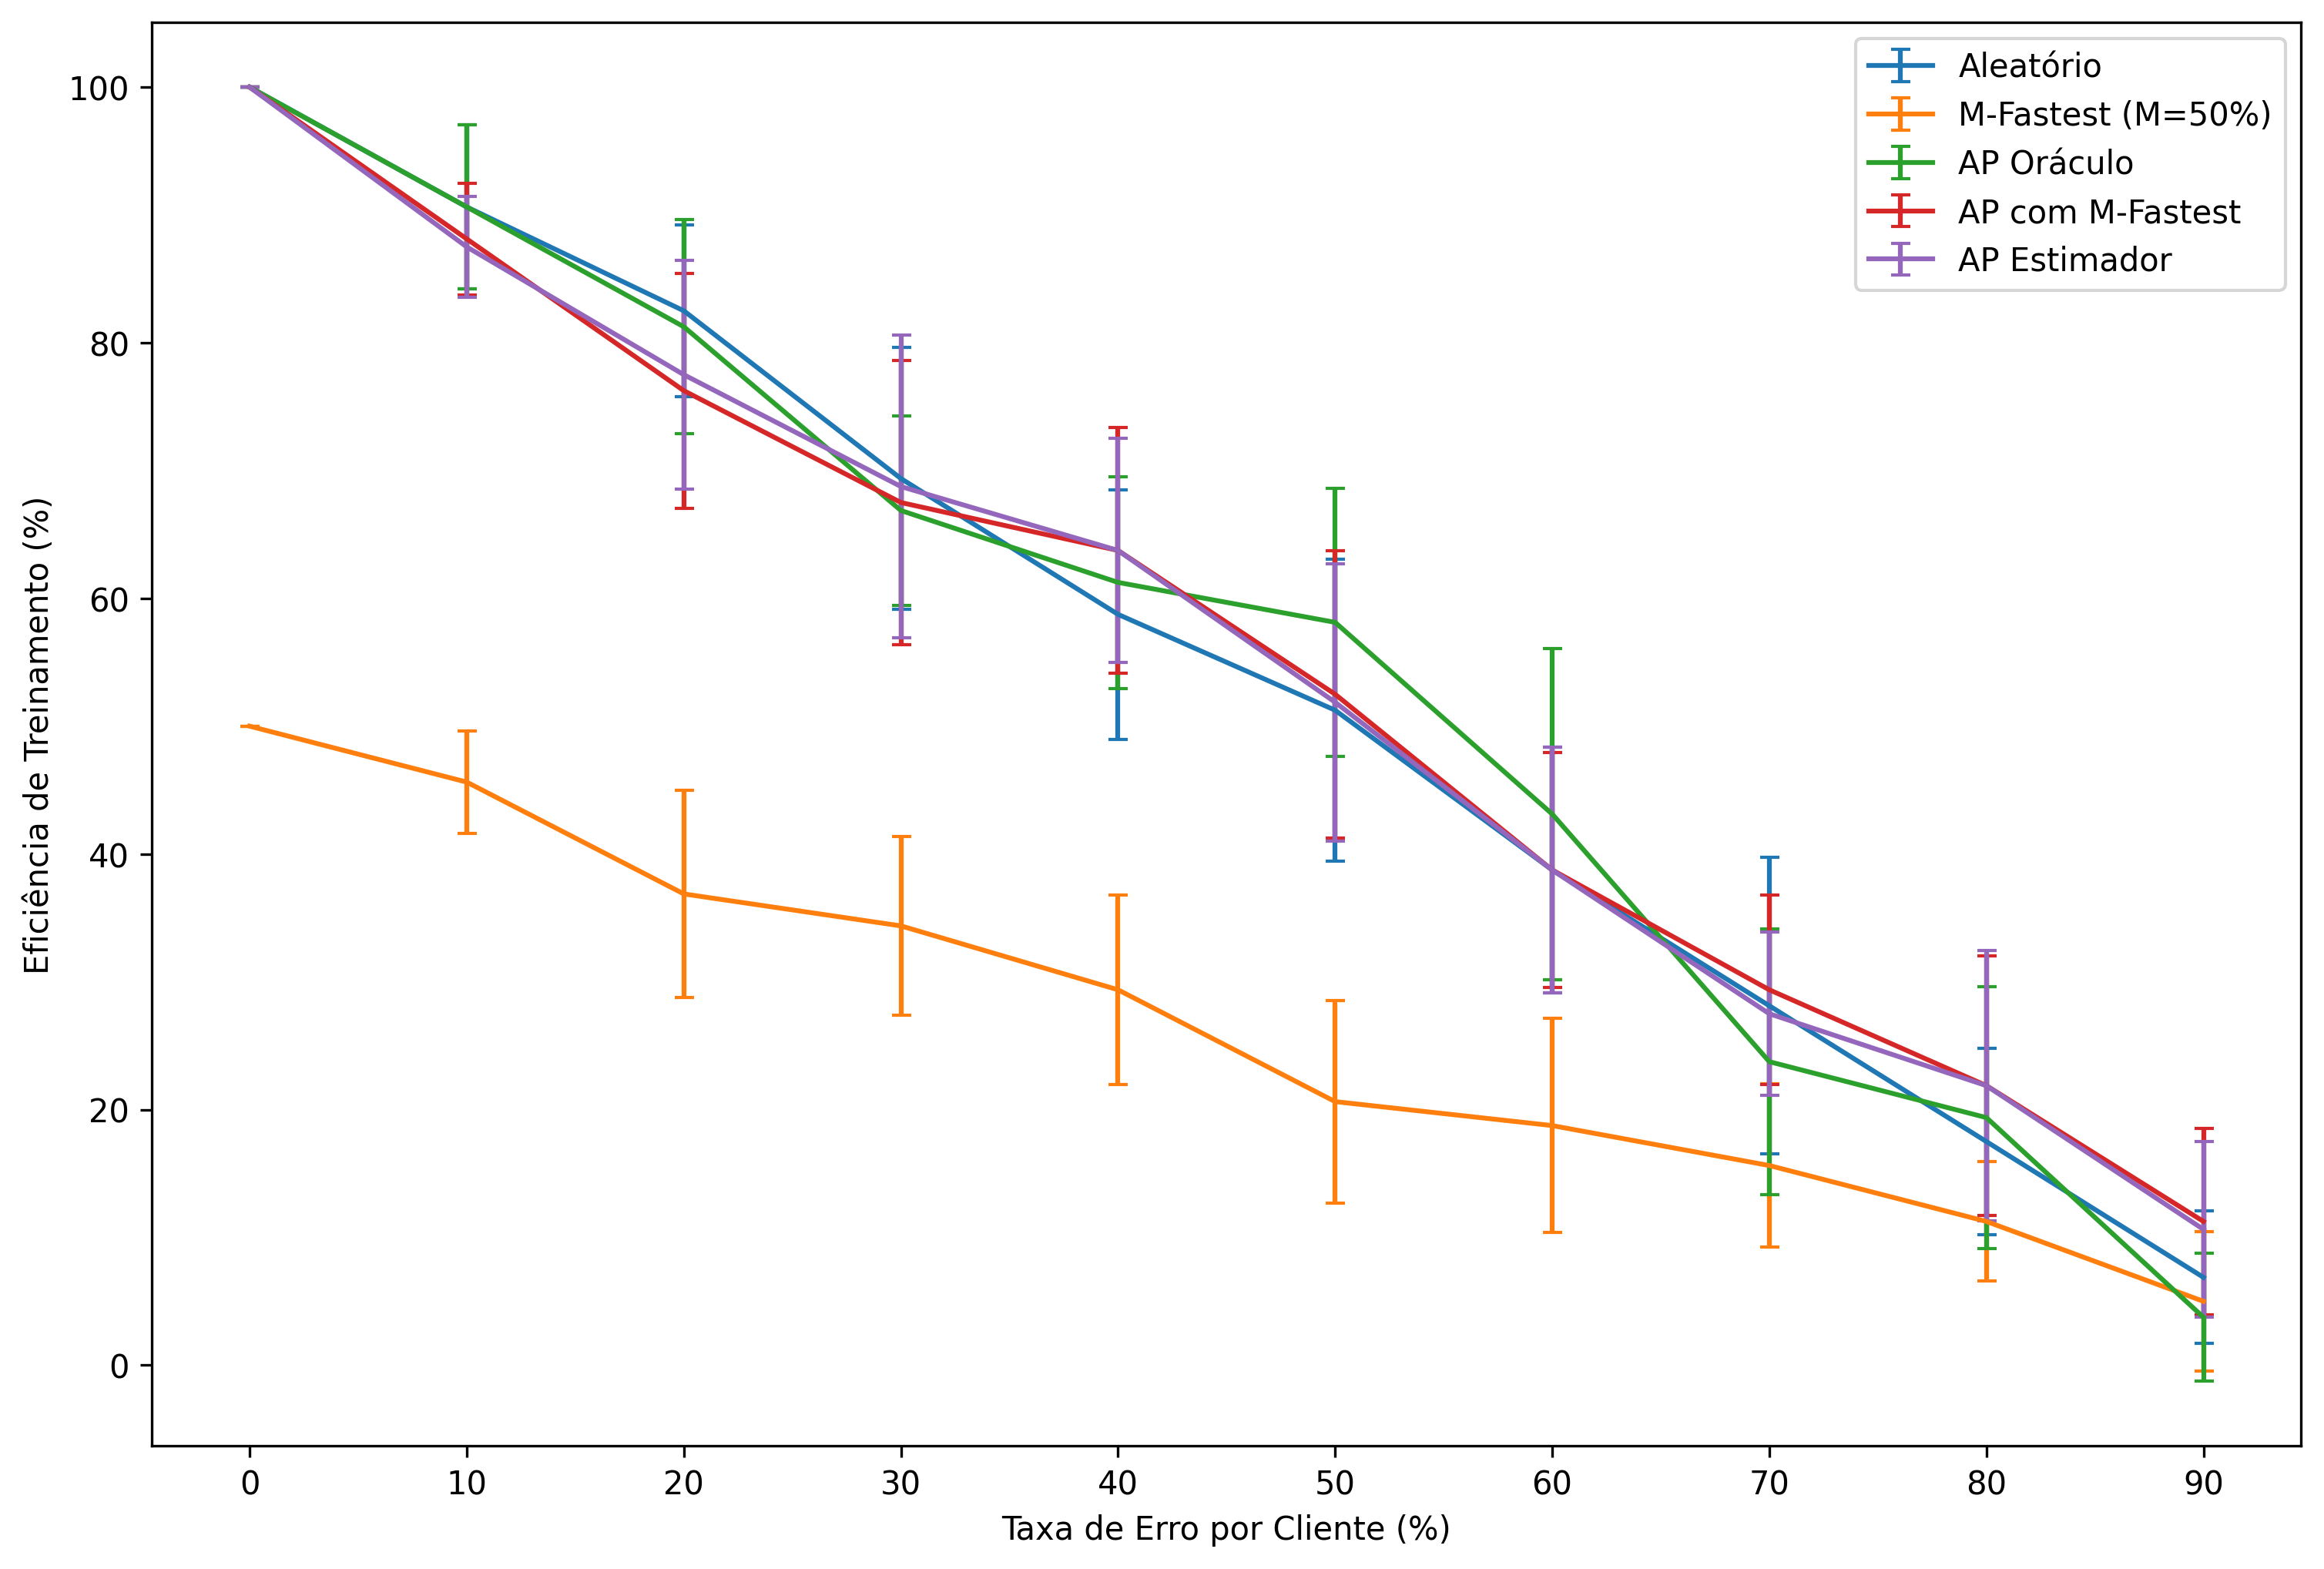 Aleatório
M-Fastest (M=50%)
AP Oráculo
AP com M-Fastest
AP Estimador
Eficiência de Treinamento (%)
100
80
60
40
20
0
0 10 20 30 40 50 60 70 80 90
Taxa de Erro por Cliente (%)